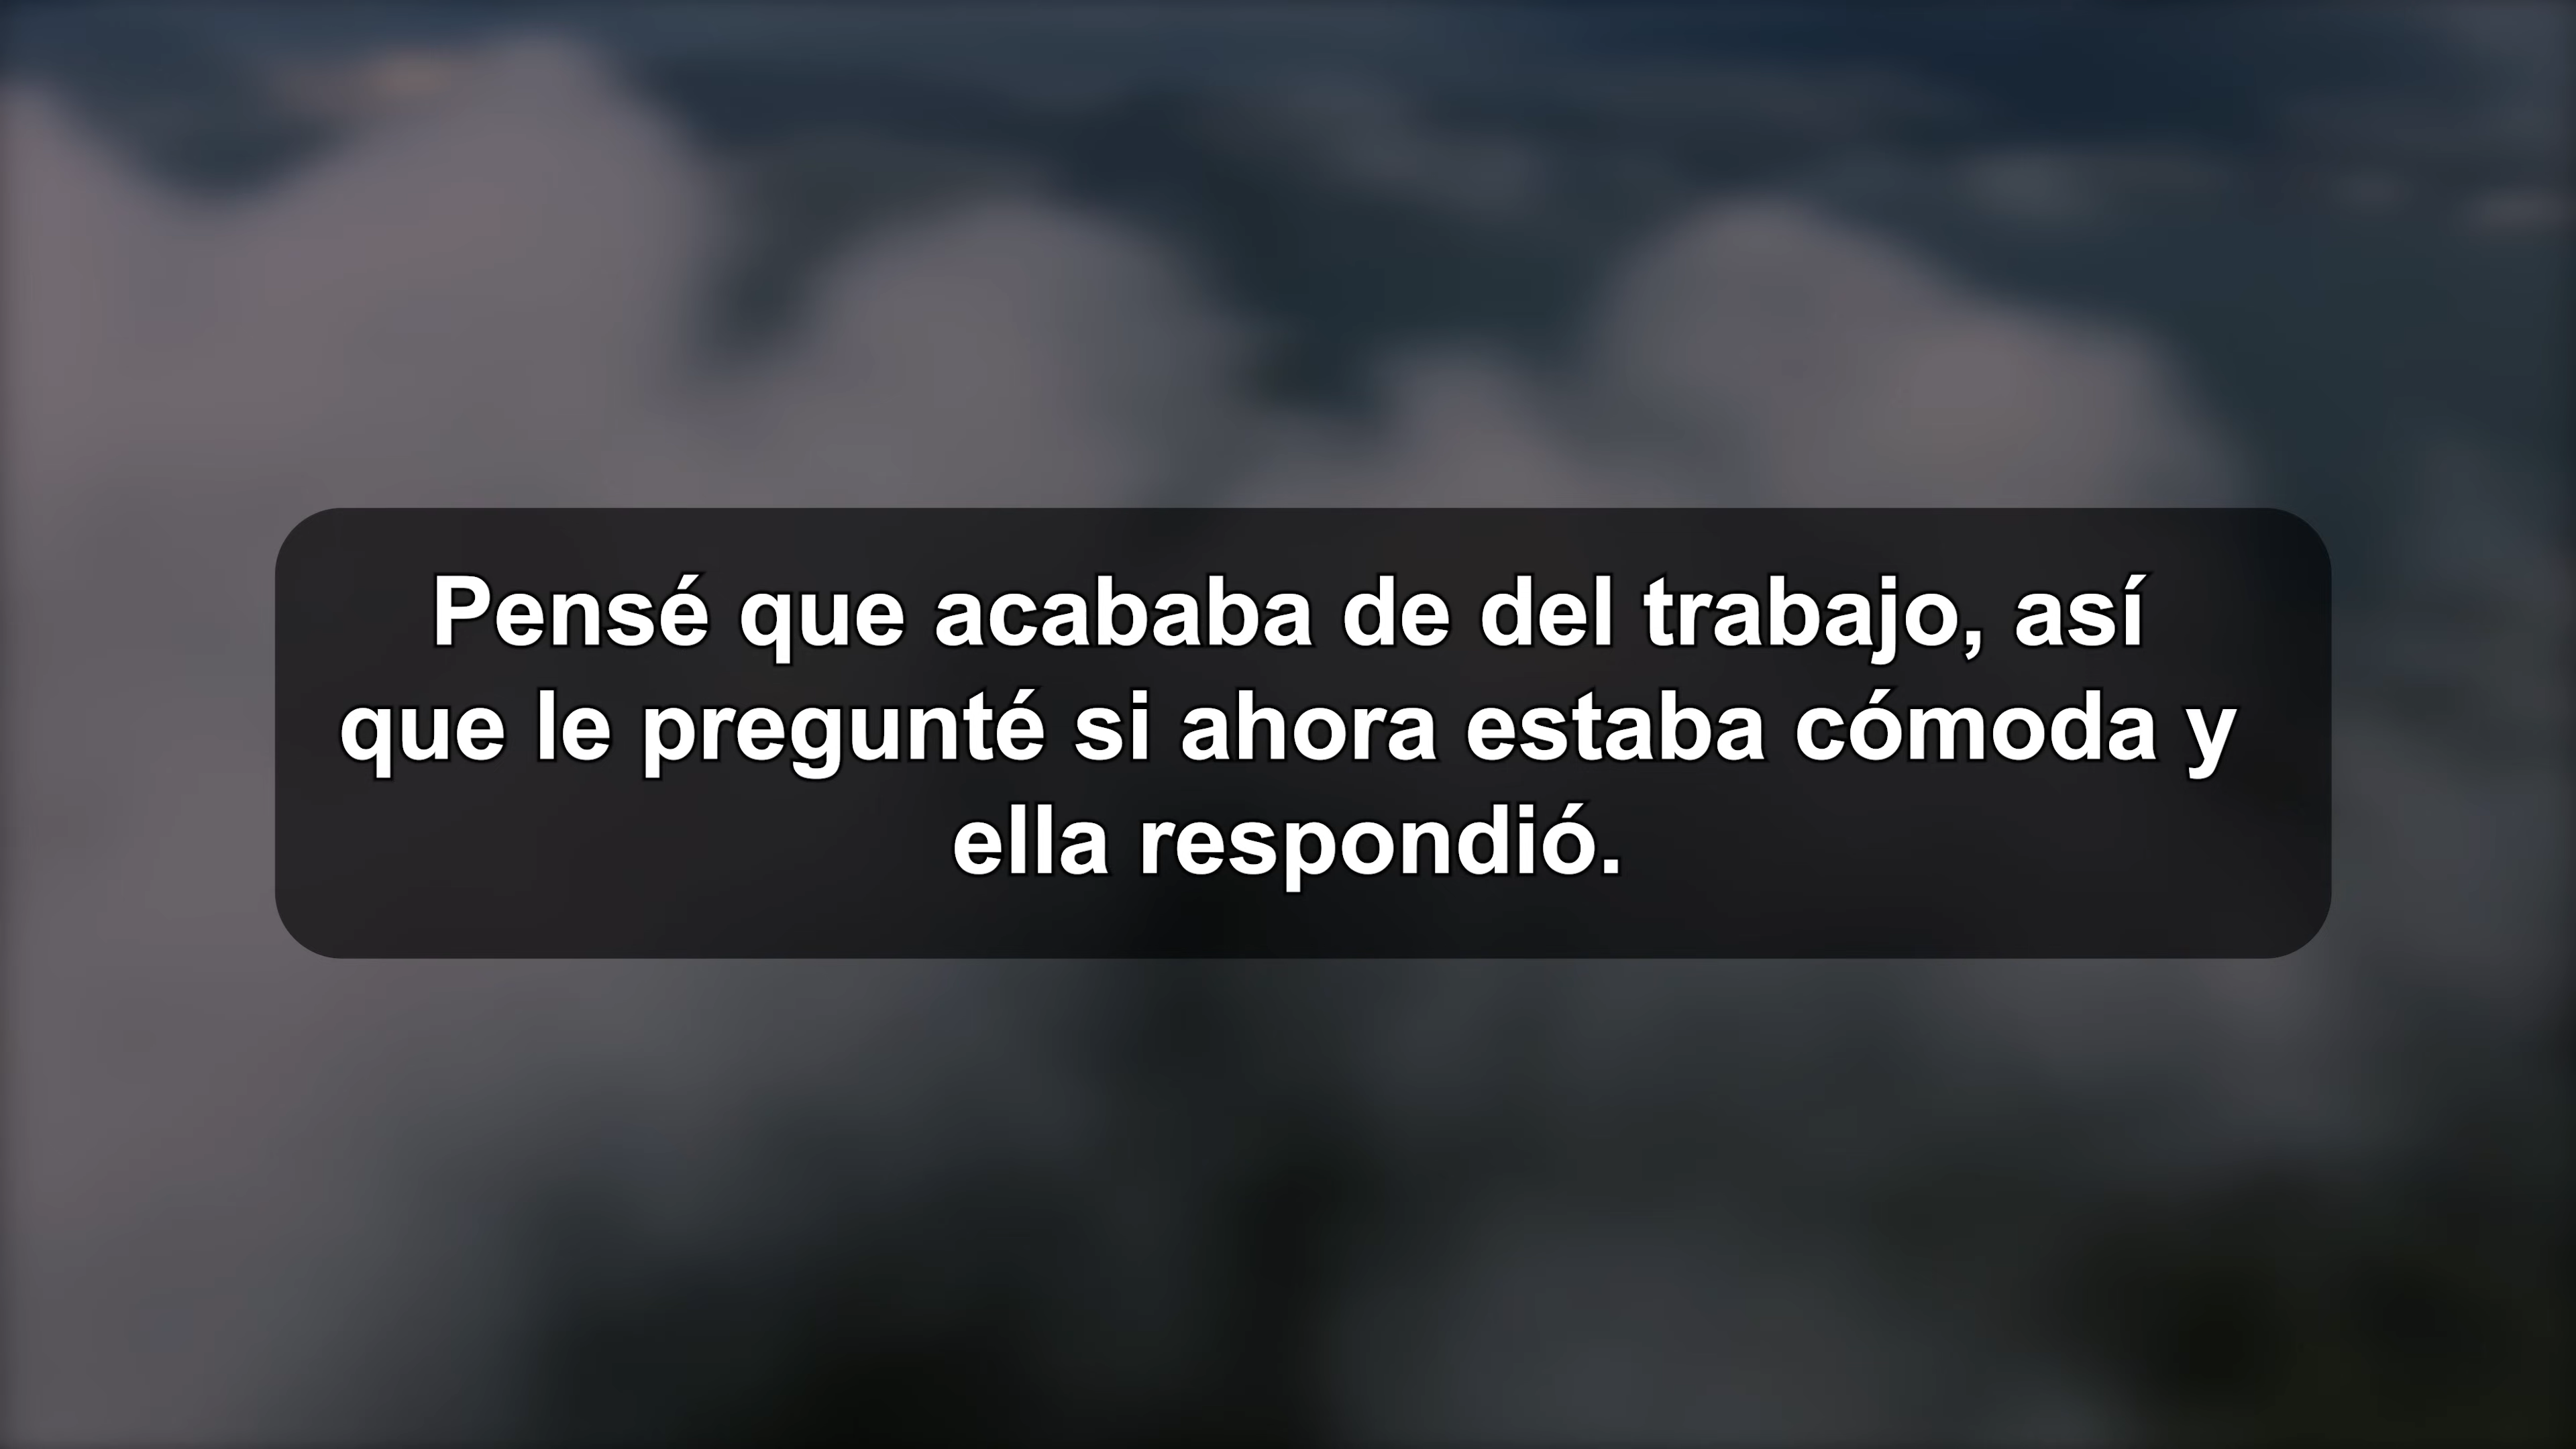 Pensé que acababa de del trabajo, así
que le pregunté si ahora estaba cómoda y
ella respondió.